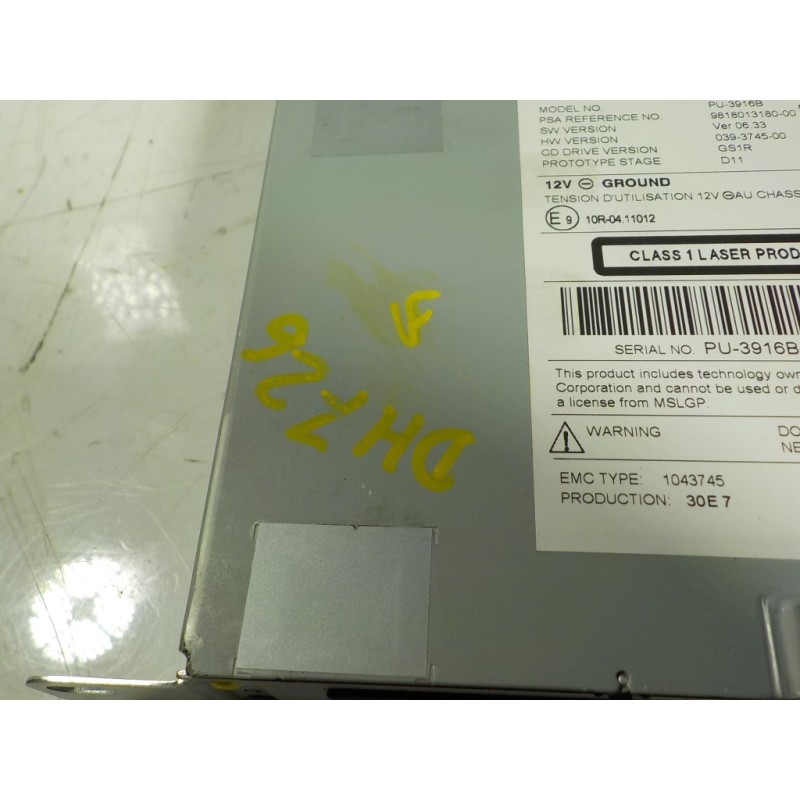 MODEL NO. PU-3916B
PSA REFERENCE NO. 9818013180-00
SW VERSION Ver 06.33
HW VERSION 039-3745-00
CD DRIVE VERSION GS1R
PROTOTYPE STAGE D11
12V ⊖ GROUND
TENSION D'UTILISATION 12V ⊖AU CHASS
E9 10R-04.11012
CLASS 1 LASER PROD
SERIAL NO. PU-3916B
This product includes technology own
Corporation and cannot be used or d
a license from MSLGP.
WARNING DO
NE
EMC TYPE: 1043745
PRODUCTION: 30E7